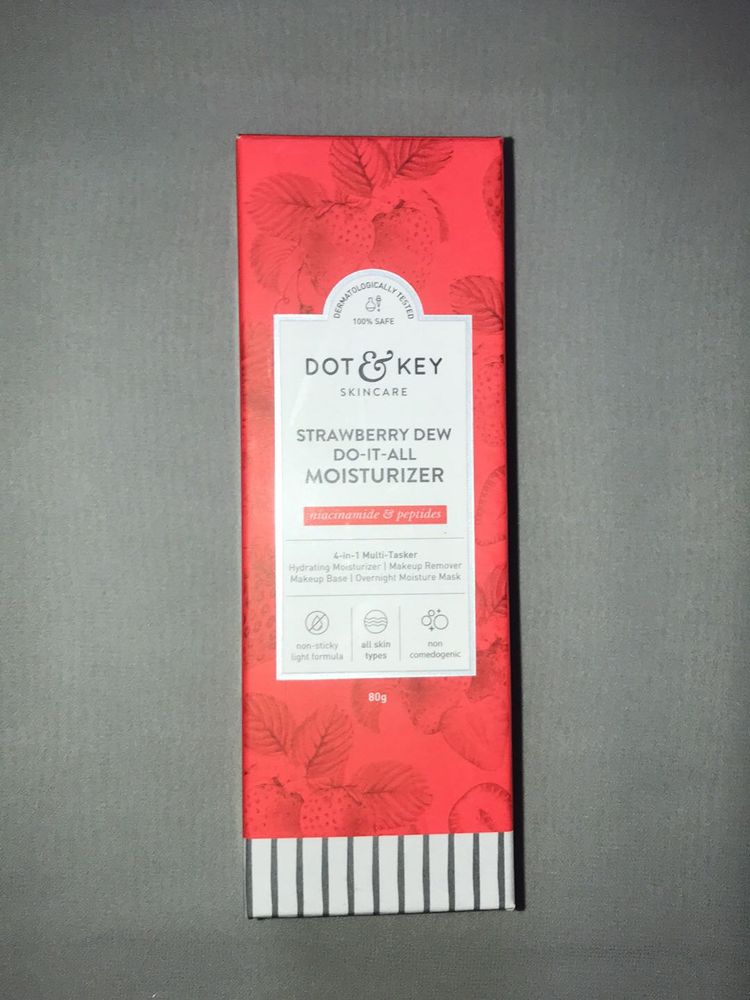 DERMATOLOGICALLY TESTED
100% SAFE
DOT & KEY
SKINCARE
STRAWBERRY DEW
DO-IT-ALL
MOISTURIZER
niacinamide & peptides
4-in-1 Multi-Tasker
Hydrating Moisturizer | Makeup Remover
Makeup Base | Overnight Moisture Mask
non-sticky
light formula
all skin
types
non
comedogenic
80g